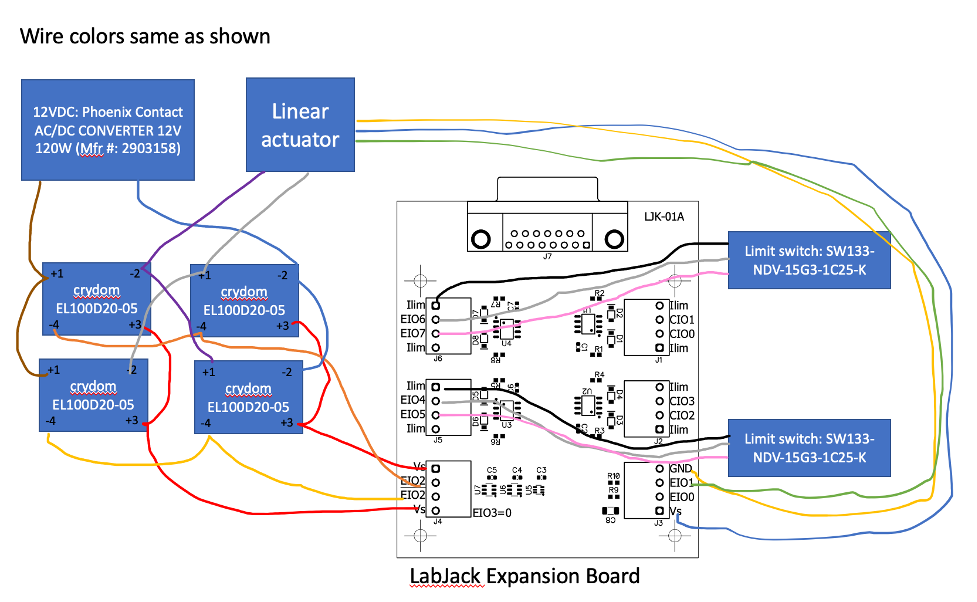 Wire colors same as shown
12VDC: Phoenix Contact
AC/DC CONVERTER 12V
120W (Mfr #: 2903158)
Linear
actuator
+1
-2
crydom
EL100D20-05
-4
+3
+1
-2
crydom
EL100D20-05
-4
+3
+1
-2
crydom
EL100D20-05
-4
+3
+1
-2
crydom
EL100D20-05
-4
+3
LJK-01A
J7
Ilim
EIO6
EIO7
Ilim
J6
R7
C7
D7
D8
U4
R8
R2
D2
D1
C1
R1
Ilim
CIO1
CIO0
Ilim
J1
Ilim
EIO4
EIO5
Ilim
J5
R5
D6
U3
R6
R4
U2
D4
D3
R3
Ilim
CIO3
CIO2
Ilim
J2
Vs
EIO2
EIO2
Vs
J4
EIO3=0
C5
C4
C3
U7
U6
U5
R10
R9
C8
GND
EIO1
EIO0
Vs
J3
Limit switch: SW133-
NDV-15G3-1C25-K
Limit switch: SW133-
NDV-15G3-1C25-K
LabJack Expansion Board